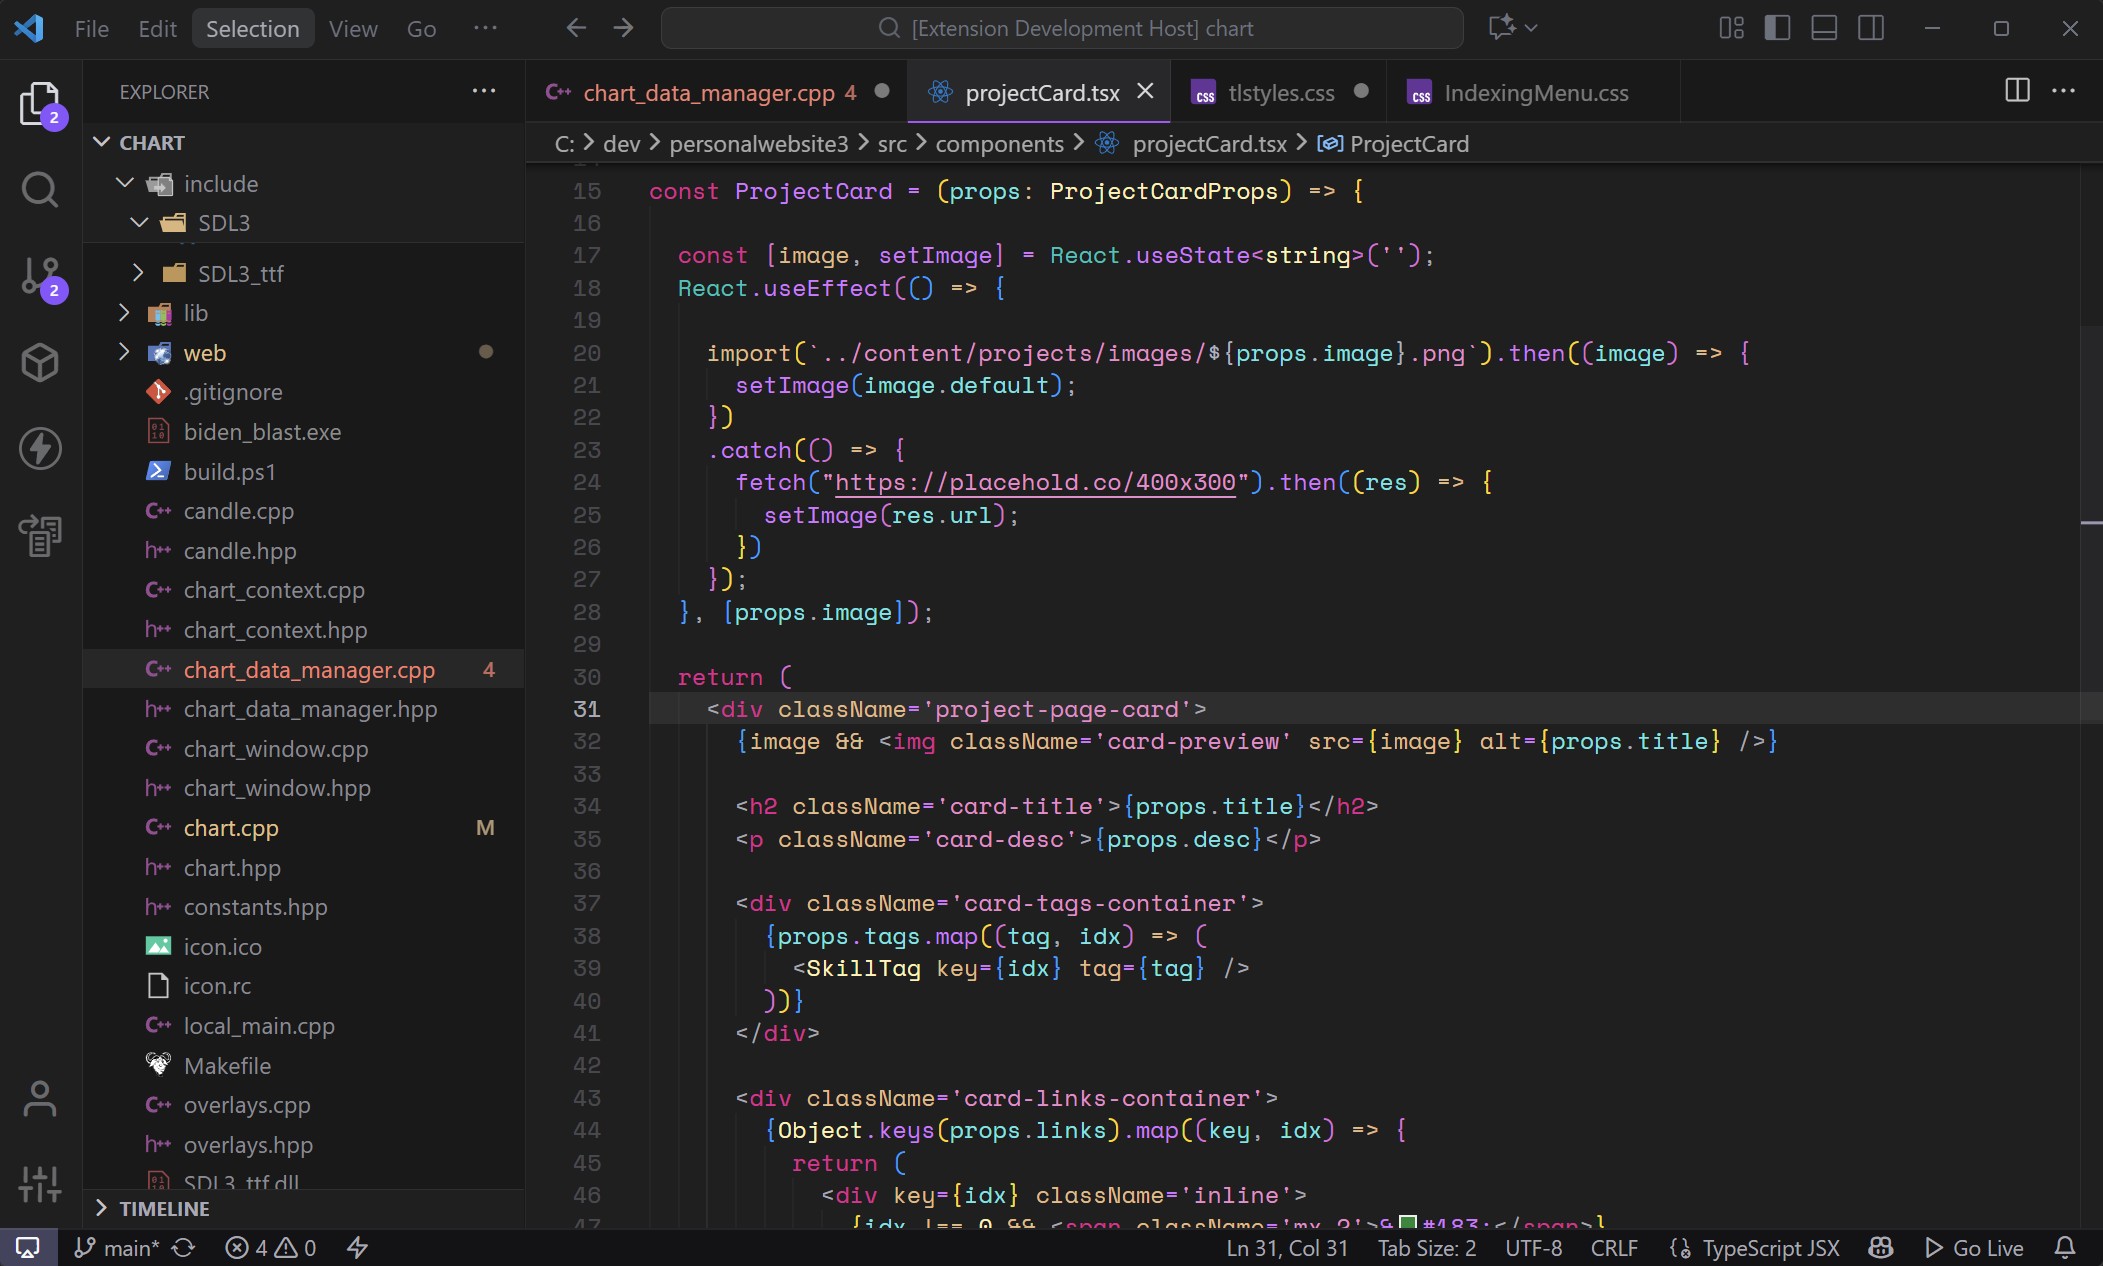 File Edit Selection View Go ··· [Extension Development Host] chart
EXPLORER ···
2
2
CHART
include
SDL3
SDL3_ttf
lib
web
.gitignore
biden_blast.exe
build.ps1
candle.cpp
candle.hpp
chart_context.cpp
chart_context.hpp
chart_data_manager.cpp 4
chart_data_manager.hpp
chart_window.cpp
chart_window.hpp
chart.cpp M
chart.hpp
constants.hpp
icon.ico
icon.rc
local_main.cpp
Makefile
overlays.cpp
overlays.hpp
SDL3_ttf.dll
TIMELINE
chart_data_manager.cpp 4 projectCard.tsx tlstyles.css IndexingMenu.css
C: > dev > personalwebsite3 > src > components > projectCard.tsx > ProjectCard
15 const ProjectCard = (props: ProjectCardProps) => {
16
17 const [image, setImage] = React.useState<string>('');
18 React.useEffect(() => {
19
20 import(`../content/projects/images/${props.image}.png`).then((image) => {
21 setImage(image.default);
22 })
23 .catch(() => {
24 fetch("https://placehold.co/400x300").then((res) => {
25 setImage(res.url);
26 })
27 });
28 }, [props.image]);
29
30 return (
31 <div className='project-page-card'>
32 {image && <img className='card-preview' src={image} alt={props.title} />}
33
34 <h2 className='card-title'>{props.title}</h2>
35 <p className='card-desc'>{props.desc}</p>
36
37 <div className='card-tags-container'>
38 {props.tags.map((tag, idx) => (
39 <SkillTag key={idx} tag={tag} />
40 ))}
41 </div>
42
43 <div className='card-links-container'>
44 {Object.keys(props.links).map((key, idx) => {
45 return (
46 <div key={idx} className='inline'>
47 {idx !== 0 && <span className='mx-2'>&#183;</span>}
main* 4 0 Ln 31, Col 31 Tab Size: 2 UTF-8 CRLF TypeScript JSX Go Live